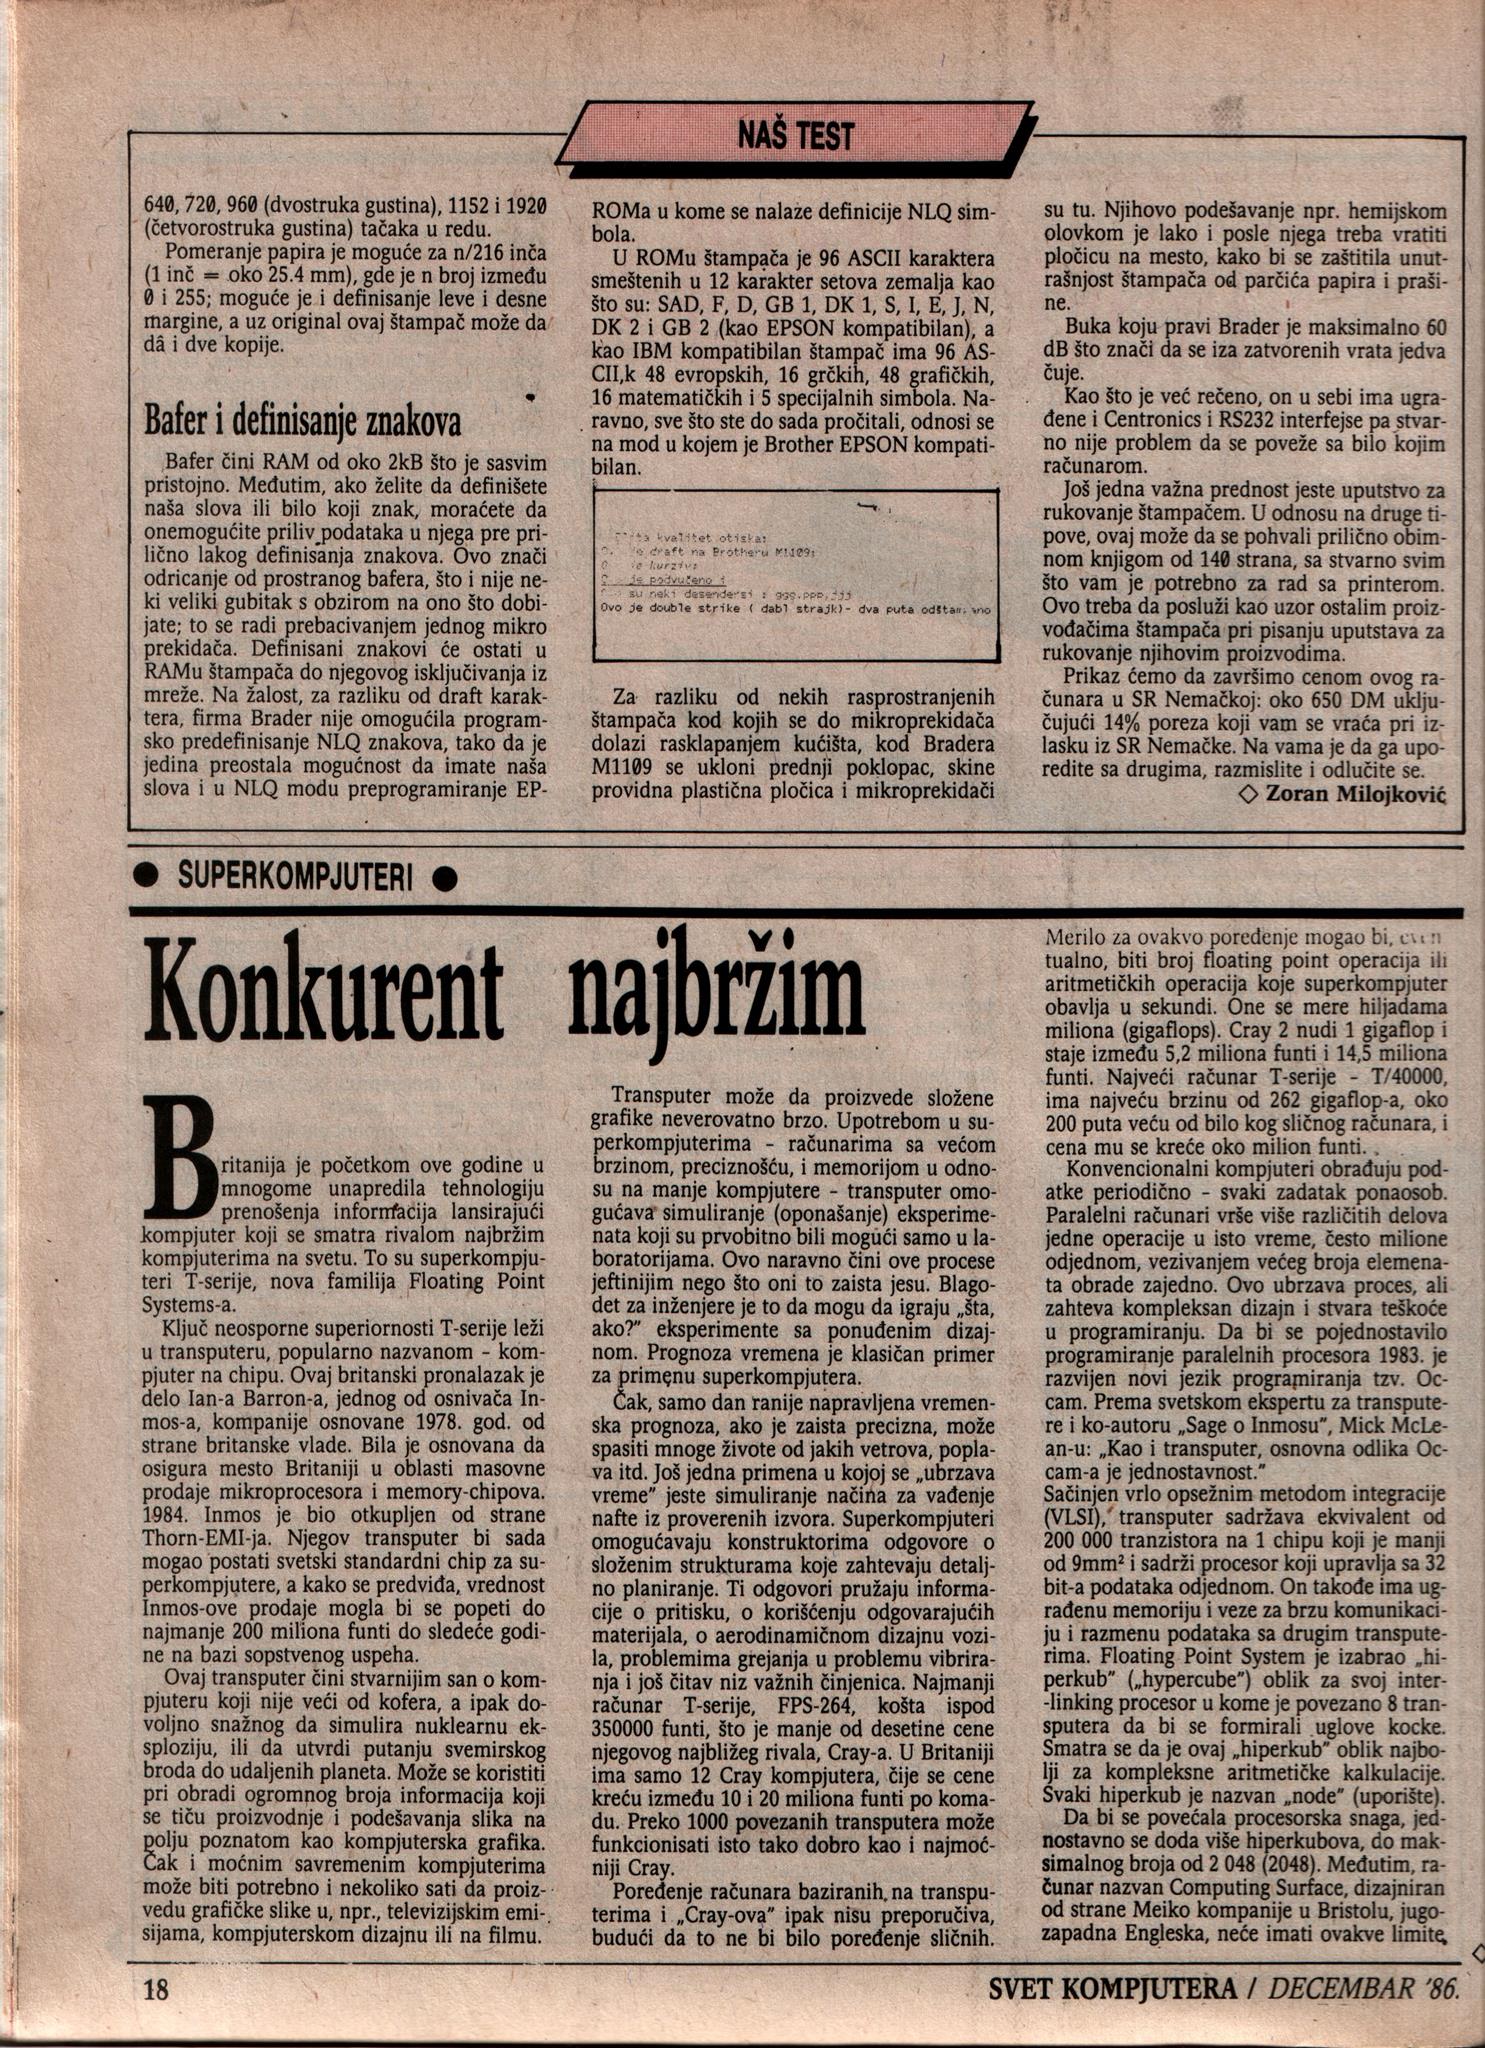 NAŠ TEST
640, 720, 960 (dvostruka gustina), 1152 i 1920
(četvorostruka gustina) tačaka u redu.
Pomeranje papira je moguće za n/216 inča
(1 inč = oko 25.4 mm), gde je n broj između
0 i 255; moguće je i definisanje leve i desne
margine, a uz original ovaj štampač može da
dâ i dve kopije.
Bafer i definisanje znakova
Bafer čini RAM od oko 2kB što je sasvim
pristojno. Međutim, ako želite da definišete
naša slova ili bilo koji znak, moraćete da
onemogućite priliv podataka u njega pre pri-
lično lakog definisanja znakova. Ovo znači
odricanje od prostranog bafera, što i nije ne-
ki veliki gubitak s obzirom na ono što dobi-
jate; to se radi prebacivanjem jednog mikro
prekidača. Definisani znakovi će ostati u
RAMu štampača do njegovog isključivanja iz
mreže. Na žalost, za razliku od draft karak-
tera, firma Brader nije omogućila program-
sko predefinisanje NLQ znakova, tako da je
jedina preostala mogućnost da imate naša
slova i u NLQ modu preprogramiranje EP-
ROMa u kome se nalaze definicije NLQ sim-
bola.
U ROMu štampača je 96 ASCII karaktera
smeštenih u 12 karakter setova zemalja kao
što su: SAD, F, D, GB 1, DK 1, S, I, E, J, N,
DK 2 i GB 2 (kao EPSON kompatibilan), a
kao IBM kompatibilan štampač ima 96 AS-
CII,k 48 evropskih, 16 grčkih, 48 grafičkih,
16 matematičkih i 5 specijalnih simbola. Na-
ravno, sve što ste do sada pročitali, odnosi se
na mod u kojem je Brother EPSON kompati-
bilan.
kvalitet otiska:
draft na Brotheru M1109:
je kurziv:
je podvučeno i
su neki desenderi : ggg,ppp,jjj
Ovo je double strike ( dabl strajk)- dva puta
Za razliku od nekih rasprostranjenih
štampača kod kojih se do mikroprekidača
dolazi rasklapanjem kućišta, kod Bradera
M1109 se ukloni prednji poklopac, skine
providna plastična pločica i mikroprekidači
su tu. Njihovo podešavanje npr. hemijskom
olovkom je lako i posle njega treba vratiti
pločicu na mesto, kako bi se zaštitila unut-
rašnjost štampača od parčića papira i praši-
ne.
Buka koju pravi Brader je maksimalno 60
dB što znači da se iza zatvorenih vrata jedva
čuje.
Kao što je već rečeno, on u sebi ima ugra-
đene i Centronics i RS232 interfejse pa stvar-
no nije problem da se poveže sa bilo kojim
računarom.
Još jedna važna prednost jeste uputstvo za
rukovanje štampačem. U odnosu na druge ti-
pove, ovaj može da se pohvali prilično obim-
nom knjigom od 140 strana, sa stvarno svim
što vam je potrebno za rad sa printerom.
Ovo treba da posluži kao uzor ostalim proiz-
vođačima štampača pri pisanju uputstava za
rukovanje njihovim proizvodima.
Prikaz ćemo da završimo cenom ovog ra-
čunara u SR Nemačkoj: oko 650 DM uklju-
čujući 14% poreza koji vam se vraća pri iz-
lasku iz SR Nemačke. Na vama je da ga upo-
redite sa drugima, razmislite i odlučite se.
◇ Zoran Milojković
● SUPERKOMPJUTERI ●
Konkurent najbržim
Britanija je početkom ove godine u
mnogome unapredila tehnologiju
prenošenja informacija lansirajući
kompjuter koji se smatra rivalom najbržim
kompjuterima na svetu. To su superkompju-
teri T-serije, nova familija Floating Point
Systems-a.
Ključ neosporne superiornosti T-serije leži
u transputeru, popularno nazvanom – kom-
pjuter na chipu. Ovaj britanski pronalazak je
delo Ian-a Barron-a, jednog od osnivača In-
mos-a, kompanije osnovane 1978. god. od
strane britanske vlade. Bila je osnovana da
osigura mesto Britaniji u oblasti masovne
prodaje mikroprocesora i memory-chipova.
1984. Inmos je bio otkupljen od strane
Thorn-EMI-ja. Njegov transputer bi sada
mogao postati svetski standardni chip za su-
perkompjutere, a kako se predviđa, vrednost
Inmos-ove prodaje mogla bi se popeti do
najmanje 200 miliona funti do sledeće godi-
ne na bazi sopstvenog uspeha.
Ovaj transputer čini stvarnijim san o kom-
pjuteru koji nije veći od kofera, a ipak do-
voljno snažnog da simulira nuklearnu ek-
sploziju, ili da utvrdi putanju svemirskog
broda do udaljenih planeta. Može se koristiti
pri obradi ogromnog broja informacija koji
se tiču proizvodnje i podešavanja slika na
polju poznatom kao kompjuterska grafika.
Čak i moćnim savremenim kompjuterima
može biti potrebno i nekoliko sati da proiz-
vedu grafičke slike u, npr., televizijskim emi-
sijama, kompjuterskom dizajnu ili na filmu.
Transputer može da proizvede složene
grafike neverovatno brzo. Upotrebom u su-
perkompjuterima – računarima sa većom
brzinom, preciznošću, i memorijom u odno-
su na manje kompjutere – transputer omo-
gućava simuliranje (oponašanje) eksperime-
nata koji su prvobitno bili mogući samo u la-
boratorijama. Ovo naravno čini ove procese
jeftinijim nego što oni to zaista jesu. Blago-
det za inženjere je to da mogu da igraju „šta,
ako?” eksperimente sa ponuđenim dizaj-
nom. Prognoza vremena je klasičan primer
za primenu superkompjutera.
Čak, samo dan ranije napravljena vremen-
ska prognoza, ako je zaista precizna, može
spasiti mnoge živote od jakih vetrova, popla-
va itd. Još jedna primena u kojoj se „ubrzava
vreme” jeste simuliranje načina za vađenje
nafte iz proverenih izvora. Superkompjuteri
omogućavaju konstruktorima odgovore o
složenim strukturama koje zahtevaju detalj-
no planiranje. Ti odgovori pružaju informa-
cije o pritisku, o korišćenju odgovarajućih
materijala, o aerodinamičnom dizajnu vozi-
la, problemima grejanja u problemu vibrira-
nja i još čitav niz važnih činjenica. Najmanji
računar T-serije, FPS-264, košta ispod
350000 funti, što je manje od desetine cene
njegovog najbližeg rivala, Cray-a. U Britaniji
ima samo 12 Cray kompjutera, čije se cene
kreću između 10 i 20 miliona funti po koma-
du. Preko 1000 povezanih transputera može
funkcionisati isto tako dobro kao i najmoć-
niji Cray.
Poređenje računara baziranih na transpu-
terima i „Cray-ova” ipak nisu preporučiva,
budući da to ne bi bilo poređenje sličnih.
Merilo za ovakvo poređenje mogao bi, even
tualno, biti broj floating point operacija ili
aritmetičkih operacija koje superkompjuter
obavlja u sekundi. One se mere hiljadama
miliona (gigaflops). Cray 2 nudi 1 gigaflop i
staje između 5,2 miliona funti i 14,5 miliona
funti. Najveći računar T-serije – T/40000,
ima najveću brzinu od 262 gigaflop-a, oko
200 puta veću od bilo kog sličnog računara, i
cena mu se kreće oko milion funti.
Konvencionalni kompjuteri obrađuju pod-
atke periodično – svaki zadatak ponaosob.
Paralelni računari vrše više različitih delova
jedne operacije u isto vreme, često milione
odjednom, vezivanjem većeg broja elemena-
ta obrade zajedno. Ovo ubrzava proces, ali
zahteva kompleksan dizajn i stvara teškoće
u programiranju. Da bi se pojednostavilo
programiranje paralelnih procesora 1983. je
razvijen novi jezik programiranja tzv. Oc-
cam. Prema svetskom ekspertu za transpute-
re i ko-autoru „Sage o Inmosu”, Mick McLe-
an-u: „Kao i transputer, osnovna odlika Oc-
cam-a je jednostavnost.”
Sačinjen vrlo opsežnim metodom integracije
(VLSI), transputer sadržava ekvivalent od
200 000 tranzistora na 1 chipu koji je manji
od 9mm² i sadrži procesor koji upravlja sa 32
bit-a podataka odjednom. On takođe ima ug-
rađenu memoriju i veze za brzu komunikaci-
ju i razmenu podataka sa drugim transpute-
rima. Floating Point System je izabrao „hi-
perkub” („hypercube”) oblik za svoj inter-
-linking procesor u kome je povezano 8 tran-
sputera da bi se formirali uglove kocke.
Smatra se da je ovaj „hiperkub” oblik najbo-
lji za kompleksne aritmetičke kalkulacije.
Svaki hiperkub je nazvan „node” (uporište).
Da bi se povećala procesorska snaga, jed-
nostavno se doda više hiperkubova, do mak-
simalnog broja od 2 048 (2048). Međutim, ra-
čunar nazvan Computing Surface, dizajniran
od strane Meiko kompanije u Bristolu, jugo-
zapadna Engleska, neće imati ovakve limite.
◇
18
SVET KOMPJUTERA / DECEMBAR '86.